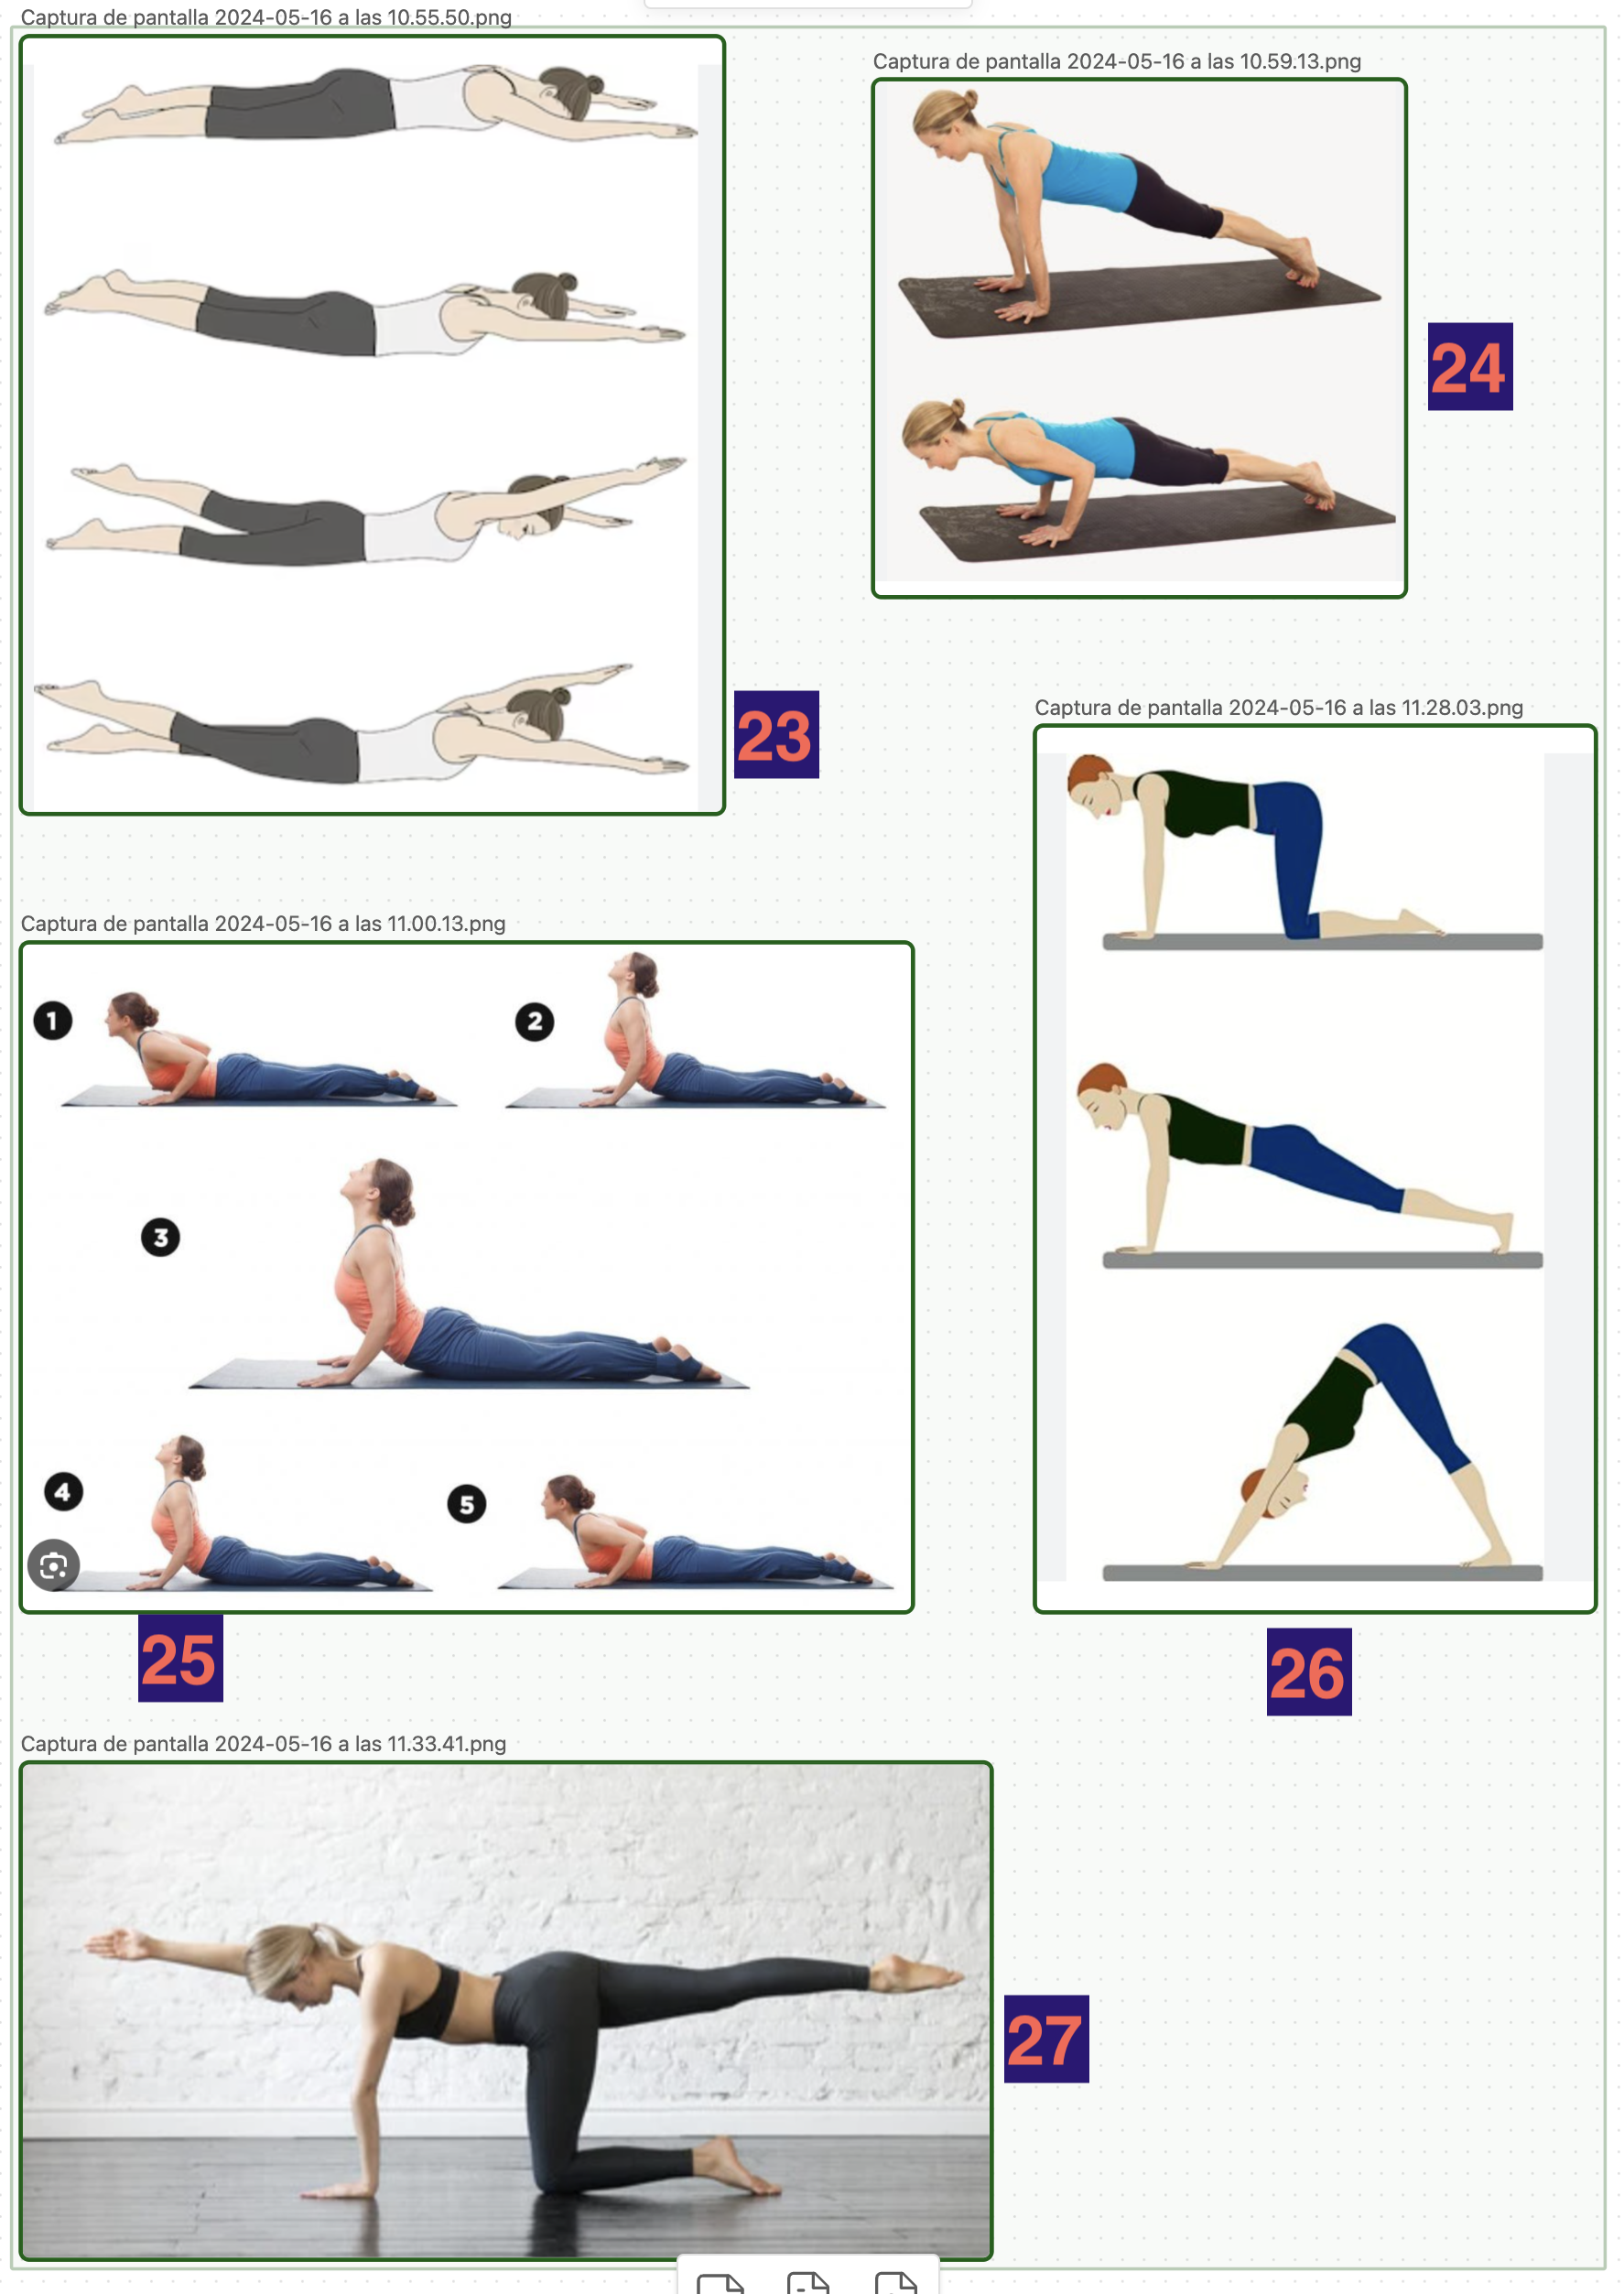 Captura de pantalla 2024-05-16 a las 10.55.50.png
Captura de pantalla 2024-05-16 a las 10.59.13.png
24
23
Captura de pantalla 2024-05-16 a las 11.28.03.png
Captura de pantalla 2024-05-16 a las 11.00.13.png
1
2
3
4
5
25
26
Captura de pantalla 2024-05-16 a las 11.33.41.png
27